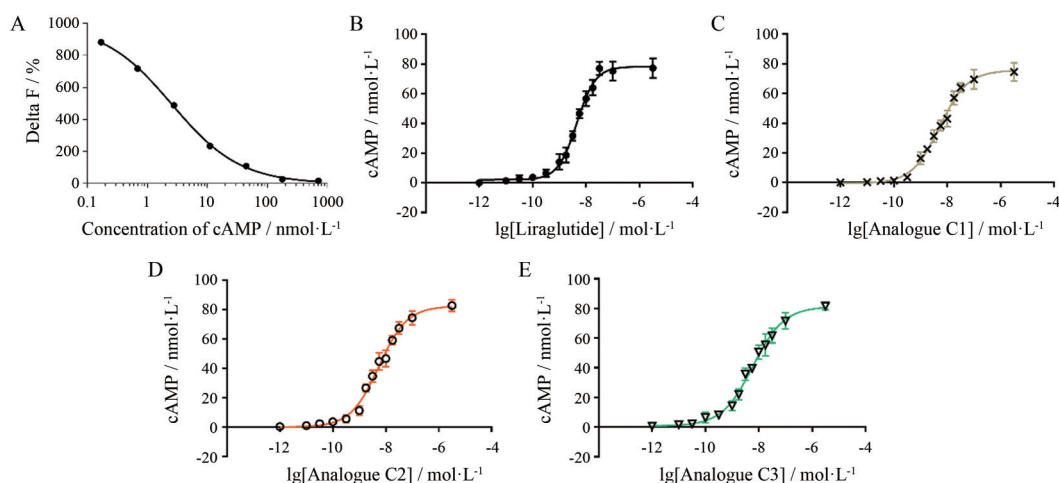 A
1000
800
600
400
200
0
Delta F / %
0.1 1 10 100 1000
Concentration of cAMP / nmol·L-1
B
100
80
60
40
20
0
-20
cAMP / nmol·L-1
-14 -12 -10 -8 -6 -4
lg[Liraglutide] / mol·L-1
C
100
80
60
40
20
0
-20
cAMP / nmol·L-1
-14 -12 -10 -8 -6 -4
lg[Analogue C1] / mol·L-1
D
100
80
60
40
20
0
-20
cAMP / nmol·L-1
-12 -10 -8 -6 -4
lg[Analogue C2] / mol·L-1
E
100
80
60
40
20
0
-20
cAMP / nmol·L-1
-12 -10 -8 -6 -4
lg[Analogue C3] / mol·L-1